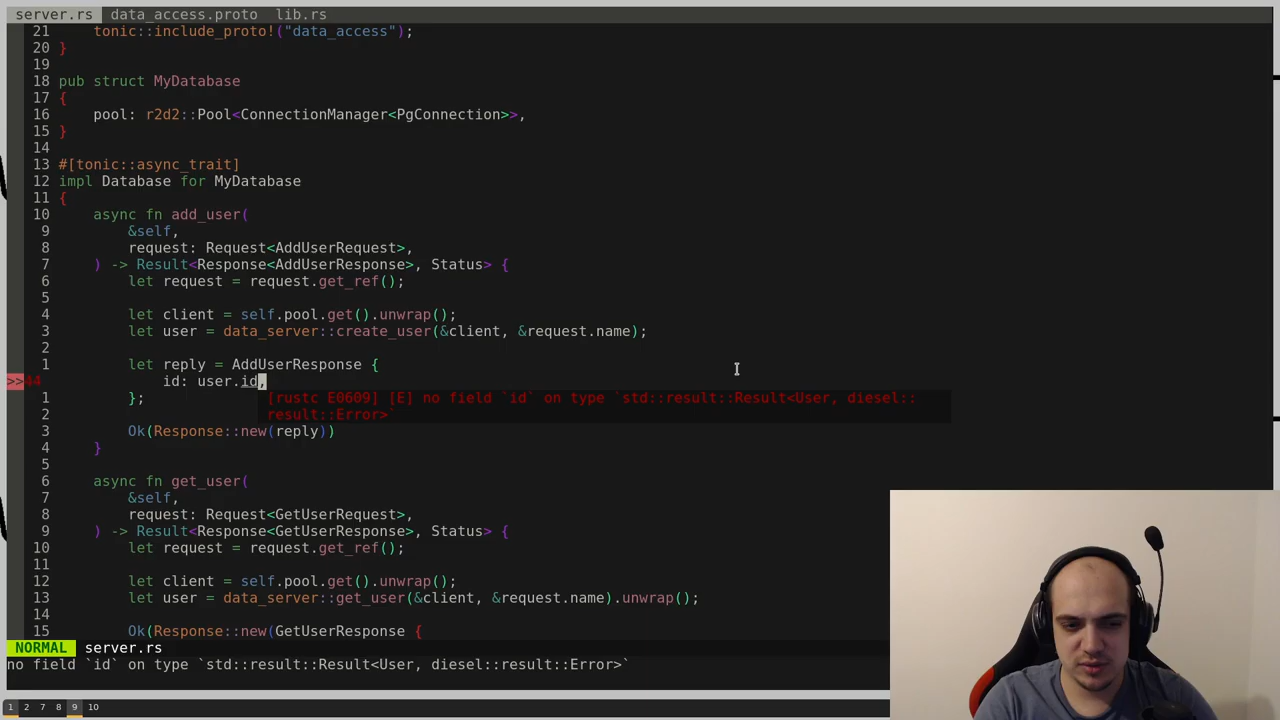 server.rs data_access.proto lib.rs
21 tonic::include_proto!("data_access");
20 }
19
18 pub struct MyDatabase
17 {
16 pool: r2d2::Pool<ConnectionManager<PgConnection>>,
15 }
14
13 #[tonic::async_trait]
12 impl Database for MyDatabase
11 {
10 async fn add_user(
9 &self,
8 request: Request<AddUserRequest>,
7 ) -> Result<Response<AddUserResponse>, Status> {
6 let request = request.get_ref();
5
4 let client = self.pool.get().unwrap();
3 let user = data_server::create_user(&client, &request.name);
2
1 let reply = AddUserResponse {
>>44 id: user.id,
1 };
[rustc E0609] [E] no field `id` on type `std::result::Result<User, diesel::
2
result::Error>`
3 Ok(Response::new(reply))
4 }
5
6 async fn get_user(
7 &self,
8 request: Request<GetUserRequest>,
9 ) -> Result<Response<GetUserResponse>, Status> {
10 let request = request.get_ref();
11
12 let client = self.pool.get().unwrap();
13 let user = data_server::get_user(&client, &request.name).unwrap();
14
15 Ok(Response::new(GetUserResponse {
NORMAL server.rs
no field `id` on type `std::result::Result<User, diesel::result::Error>`
1 2 7 8 9 10